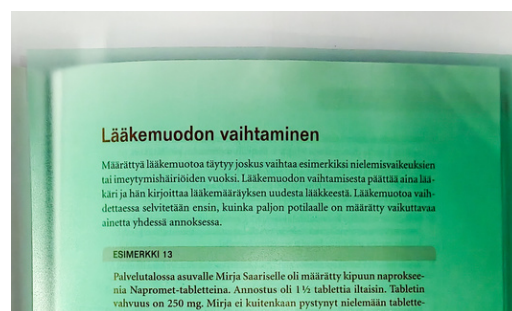 Lääkemuodon vaihtaminen
Määrättyä lääkemuotoa täytyy joskus vaihtaa esimerkiksi nielemisvaikeuksien
tai imeytymishäiriöiden vuoksi. Lääkemuodon vaihtamisesta päättää aina lää-
käri ja hän kirjoittaa lääkemääräyksen uudesta lääkkeestä. Lääkemuotoa vaih-
dettaessa selvitetään ensin, kuinka paljon potilaalle on määrätty vaikuttavaa
ainetta yhdessä annoksessa.
ESIMERKKI 13
Palvelutalossa asuvalle Mirja Saariselle oli määrätty kipuun naproksee-
nia Napromet-tabletteina. Annostus oli 1 ½ tablettia iltaisin. Tabletin
vahvuus on 250 mg. Mirja ei kuitenkaan pystynyt nielemään tablette-